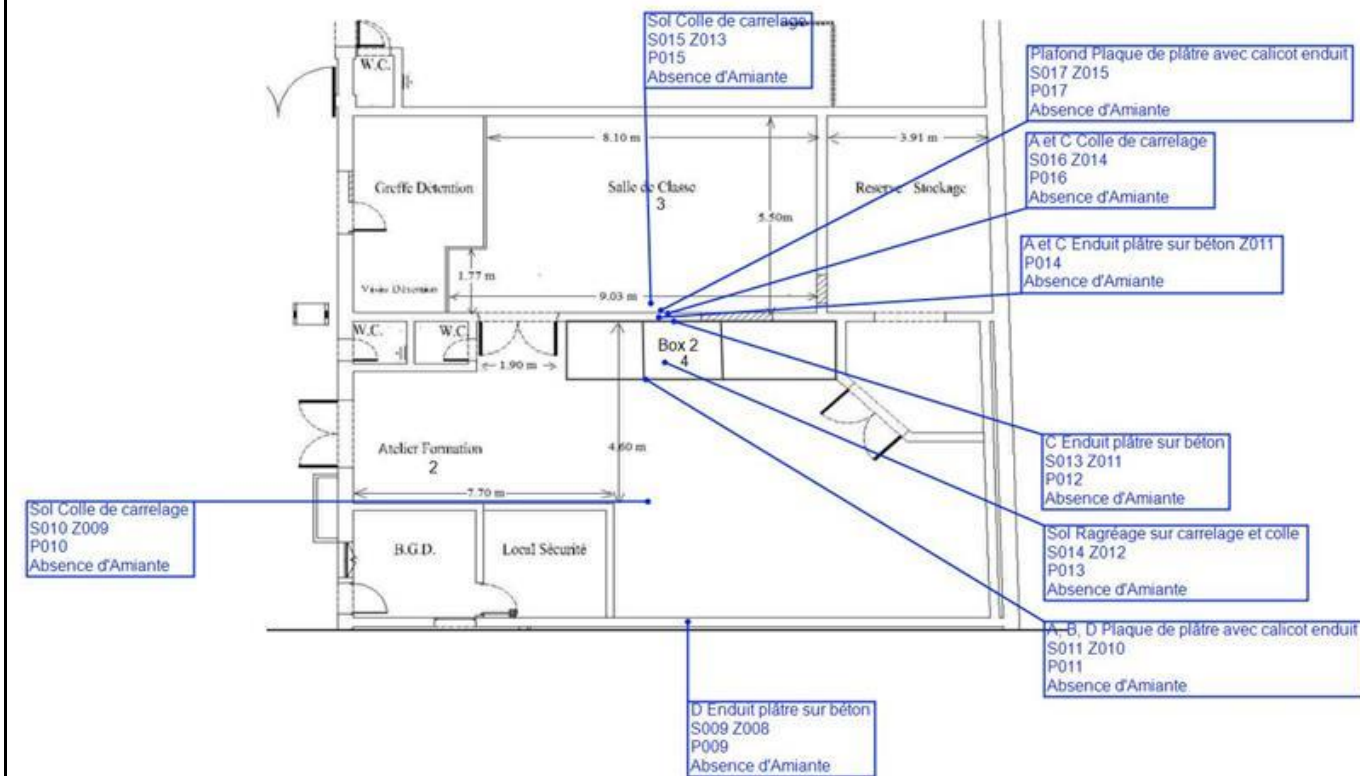 Sol Colle de carrelage
S015 Z013
P015
Absence d'Amiante
Plafond Plaque de plâtre avec calicot enduit
S017 Z015
P017
Absence d'Amiante
W.C.
A et C Colle de carrelage
S016 Z014
P016
Absence d'Amiante
8.10 m
3.91 m
Greffe Détention
Salle de Classe
3
Reserve Stockage
5.50m
A et C Enduit plâtre sur béton Z011
P014
Absence d'Amiante
1.77 m
Détention
9.03 m
W.C.
W.C.
Box 2
4
1.90 m
Atelier Formation
2
4.60 m
C Enduit plâtre sur béton
S013 Z011
P012
Absence d'Amiante
7.70 m
Sol Colle de carrelage
S010 Z009
P010
Absence d'Amiante
B.G.D.
Local Sécurité
Sol Ragréage sur carrelage et colle
S014 Z012
P013
Absence d'Amiante
A, B, D Plaque de plâtre avec calicot enduit
S011 Z010
P011
Absence d'Amiante
D Enduit plâtre sur béton
S009 Z008
P009
Absence d'Amiante